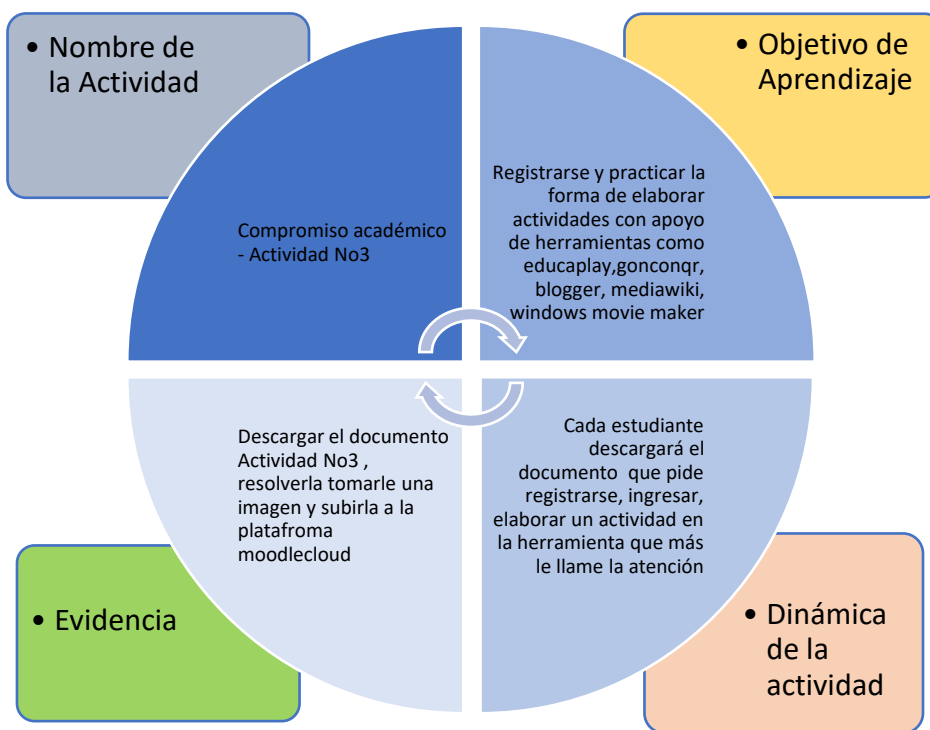 • Nombre de
la Actividad
• Objetivo de
Aprendizaje
Compromiso académico
- Actividad No3
Registrarse y practicar la
forma de elaborar
actividades con apoyo
de herramientas como
educaplay,gonconqr,
blogger, mediawiki,
windows movie maker
Descargar el documento
Actividad No3 ,
resolverla tomarle una
imagen y subirla a la
platafroma
moodlecloud
Cada estudiante
descargará el
documento que pide
registrarse, ingresar,
elaborar un actividad en
la herramienta que más
le llame la atención
• Evidencia
• Dinámica
de la
actividad